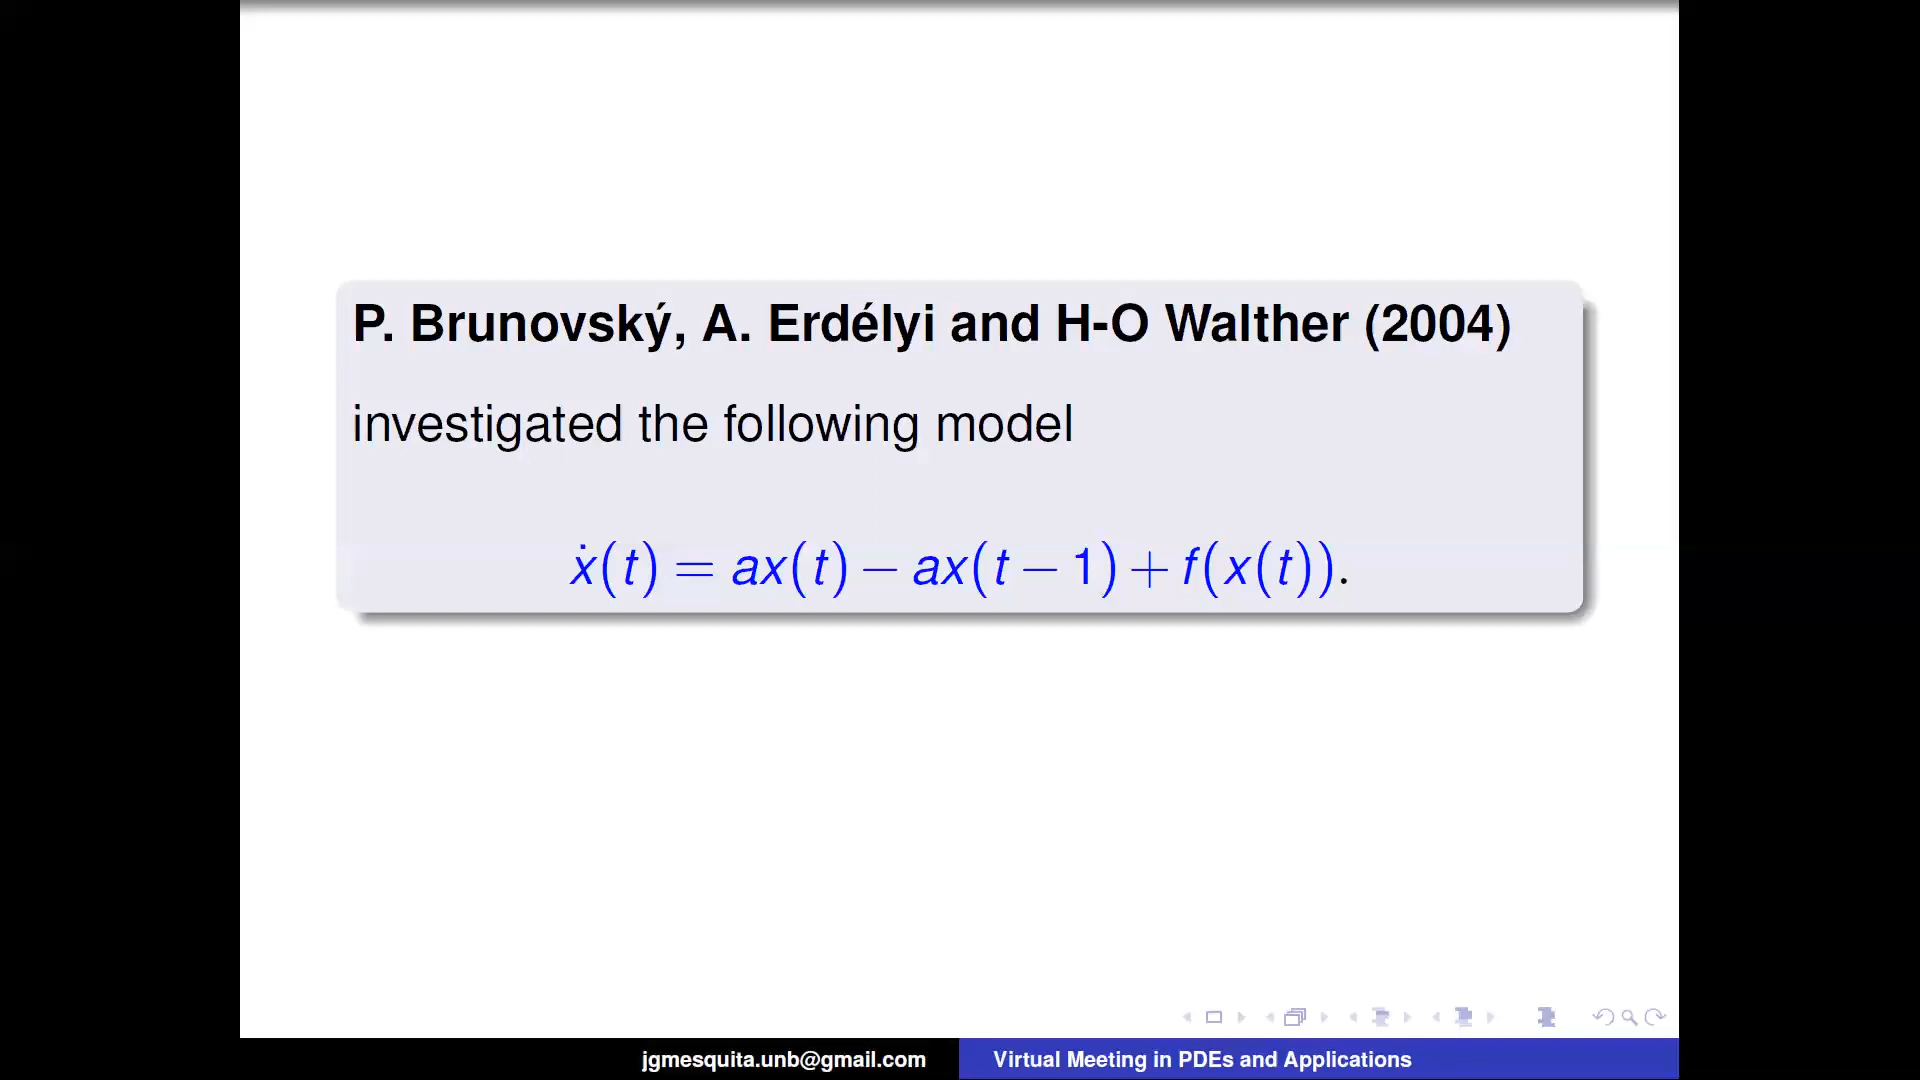 P. Brunovský, A. Erdélyi and H-O Walther (2004)
investigated the following model
ẋ(t) = ax(t) − ax(t − 1) + f(x(t)).
jgmesquita.unb@gmail.com Virtual Meeting in PDEs and Applications